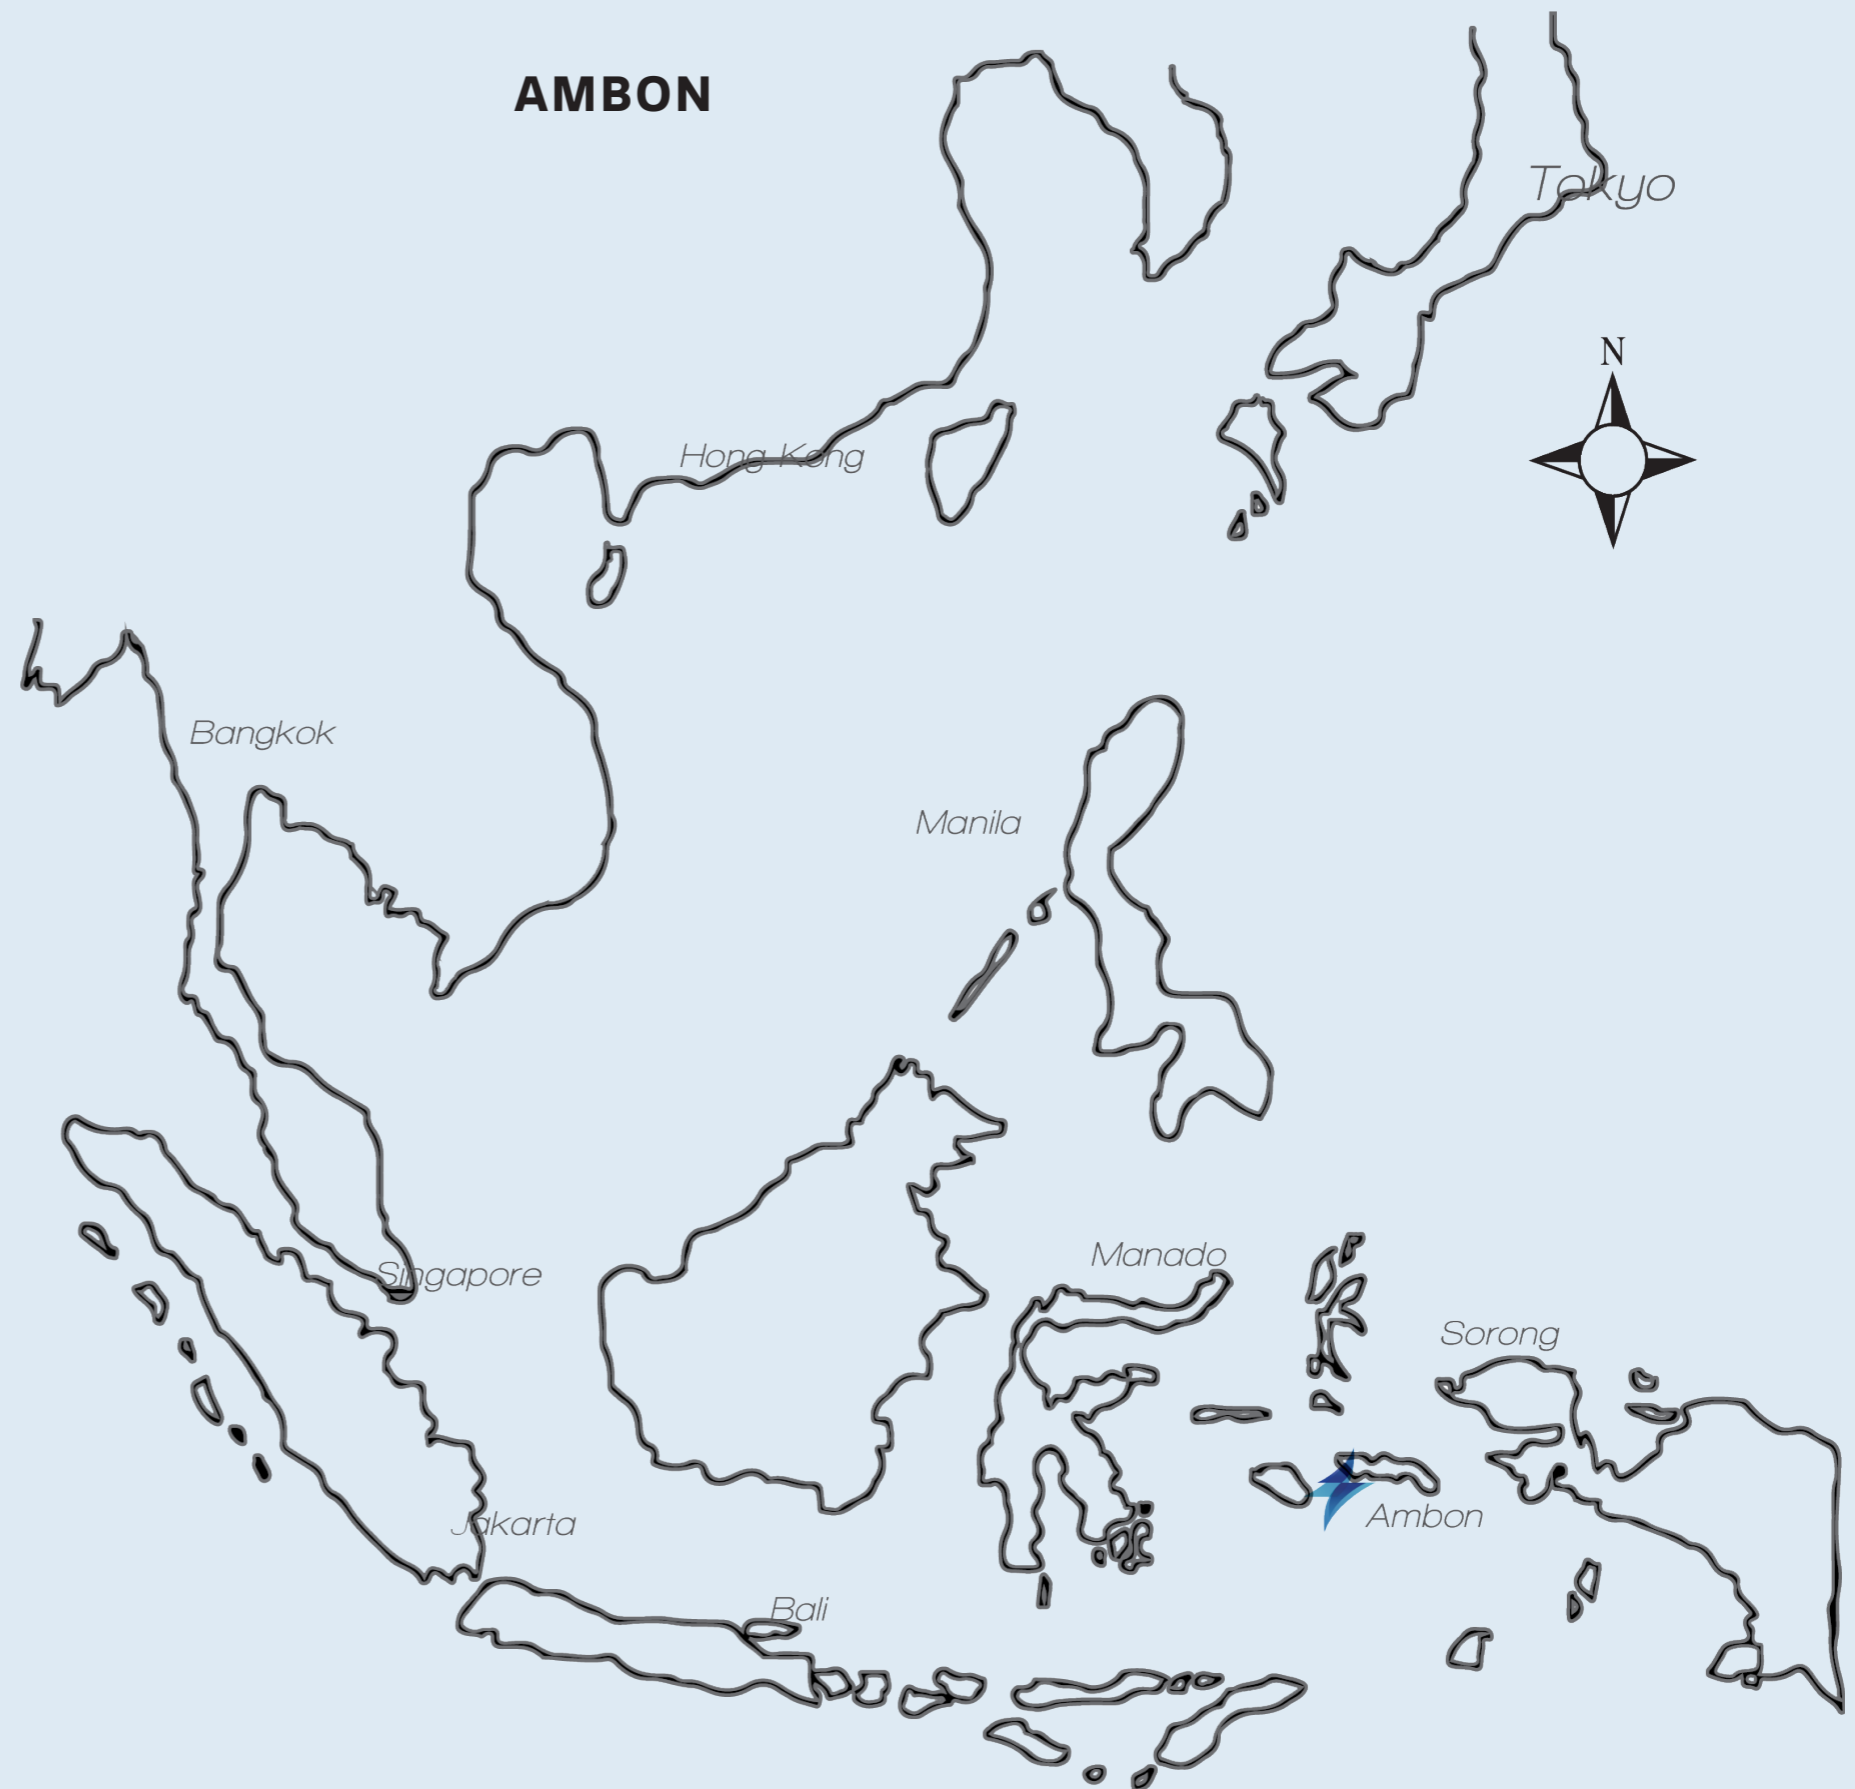 AMBON
Tokyo
N
Hong Kong
Bangkok
Manila
Manado
Singapore
Sorong
Ambon
Jakarta
Bali